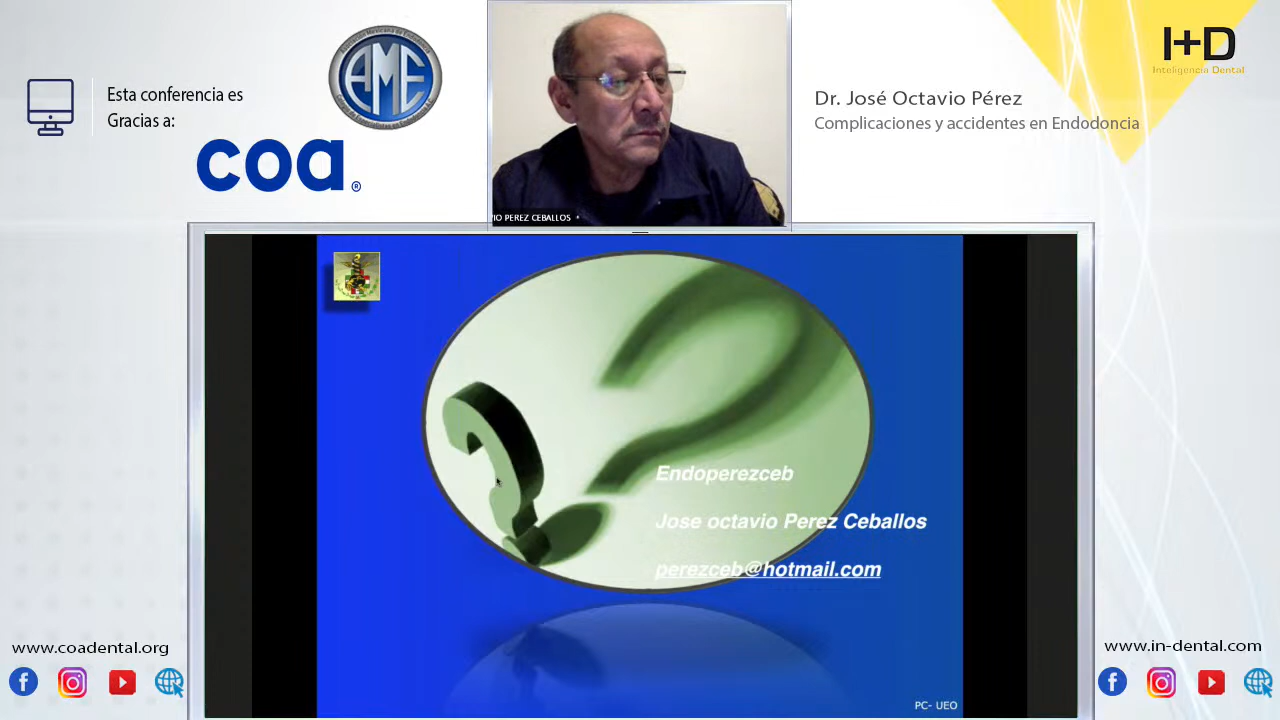 Esta conferencia es
Gracias a:
AME
coa®
IO PEREZ CEBALLOS
Dr. José Octavio Pérez
Complicaciones y accidentes en Endodoncia
I+D
Inteligencia Dental
Endoperezceb
Jose octavio Perez Ceballos
perezceb@hotmail.com
PC- UEO
www.coadental.org
www.in-dental.com